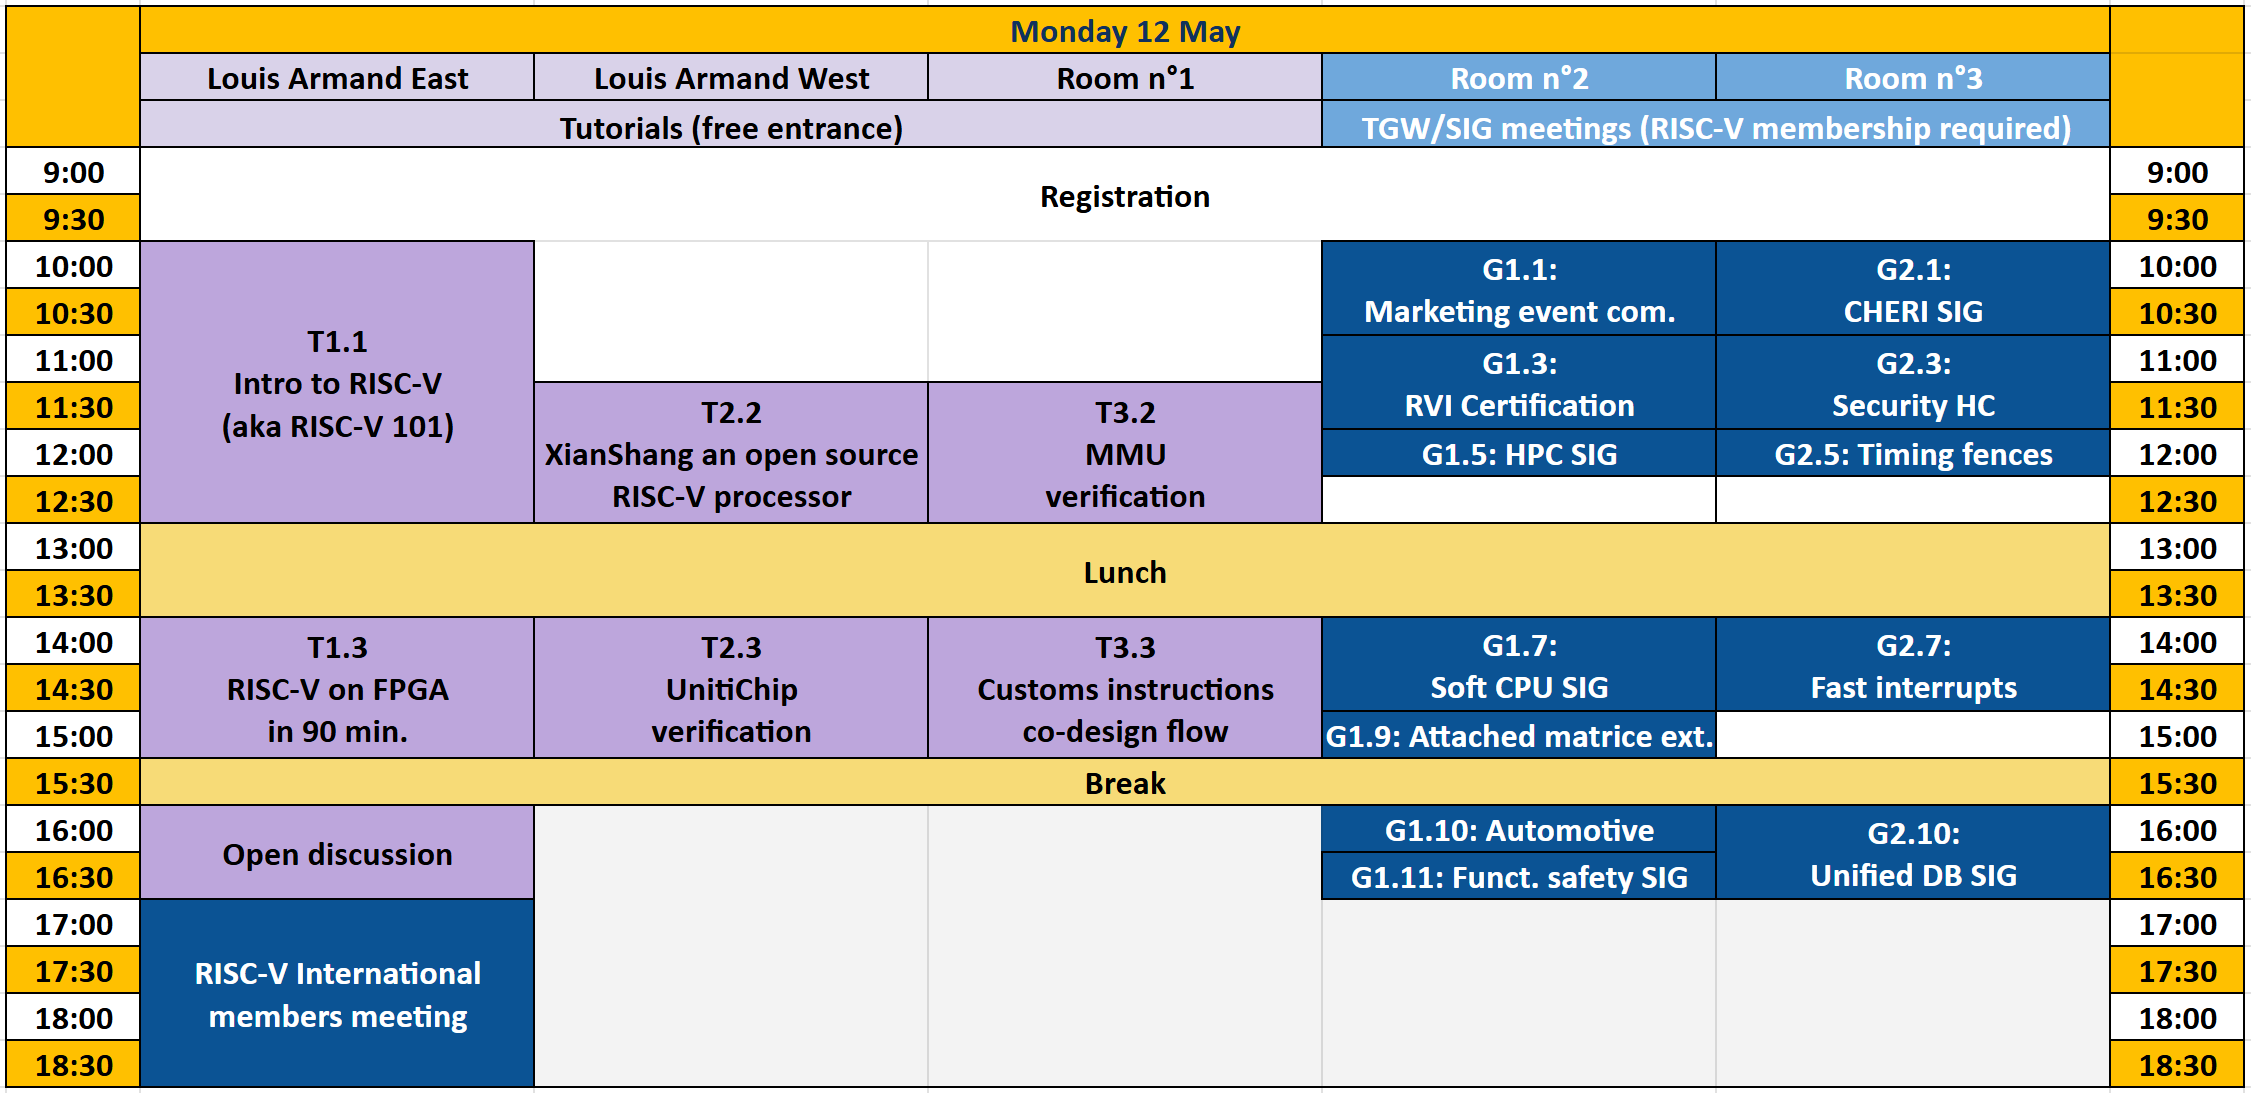 Monday 12 May
Louis Armand East
Louis Armand West
Room n°1
Room n°2
Room n°3
Tutorials (free entrance)
TGW/SIG meetings (RISC-V membership required)
9:00
Registration
9:00
9:30
9:30
10:00
T1.1
Intro to RISC-V
(aka RISC-V 101)
G1.1:
Marketing event com.
G2.1:
CHERI SIG
10:00
10:30
10:30
11:00
G1.3:
RVI Certification
G2.3:
Security HC
11:00
11:30
T2.2
XianShang an open source
RISC-V processor
T3.2
MMU
verification
11:30
12:00
G1.5: HPC SIG
G2.5: Timing fences
12:00
12:30
12:30
13:00
Lunch
13:00
13:30
13:30
14:00
T1.3
RISC-V on FPGA
in 90 min.
T2.3
UnitiChip
verification
T3.3
Customs instructions
co-design flow
G1.7:
Soft CPU SIG
G2.7:
Fast interrupts
14:00
14:30
14:30
15:00
G1.9: Attached matrice ext.
15:00
15:30
Break
15:30
16:00
Open discussion
G1.10: Automotive
G2.10:
Unified DB SIG
16:00
16:30
G1.11: Funct. safety SIG
16:30
17:00
RISC-V International
members meeting
17:00
17:30
17:30
18:00
18:00
18:30
18:30